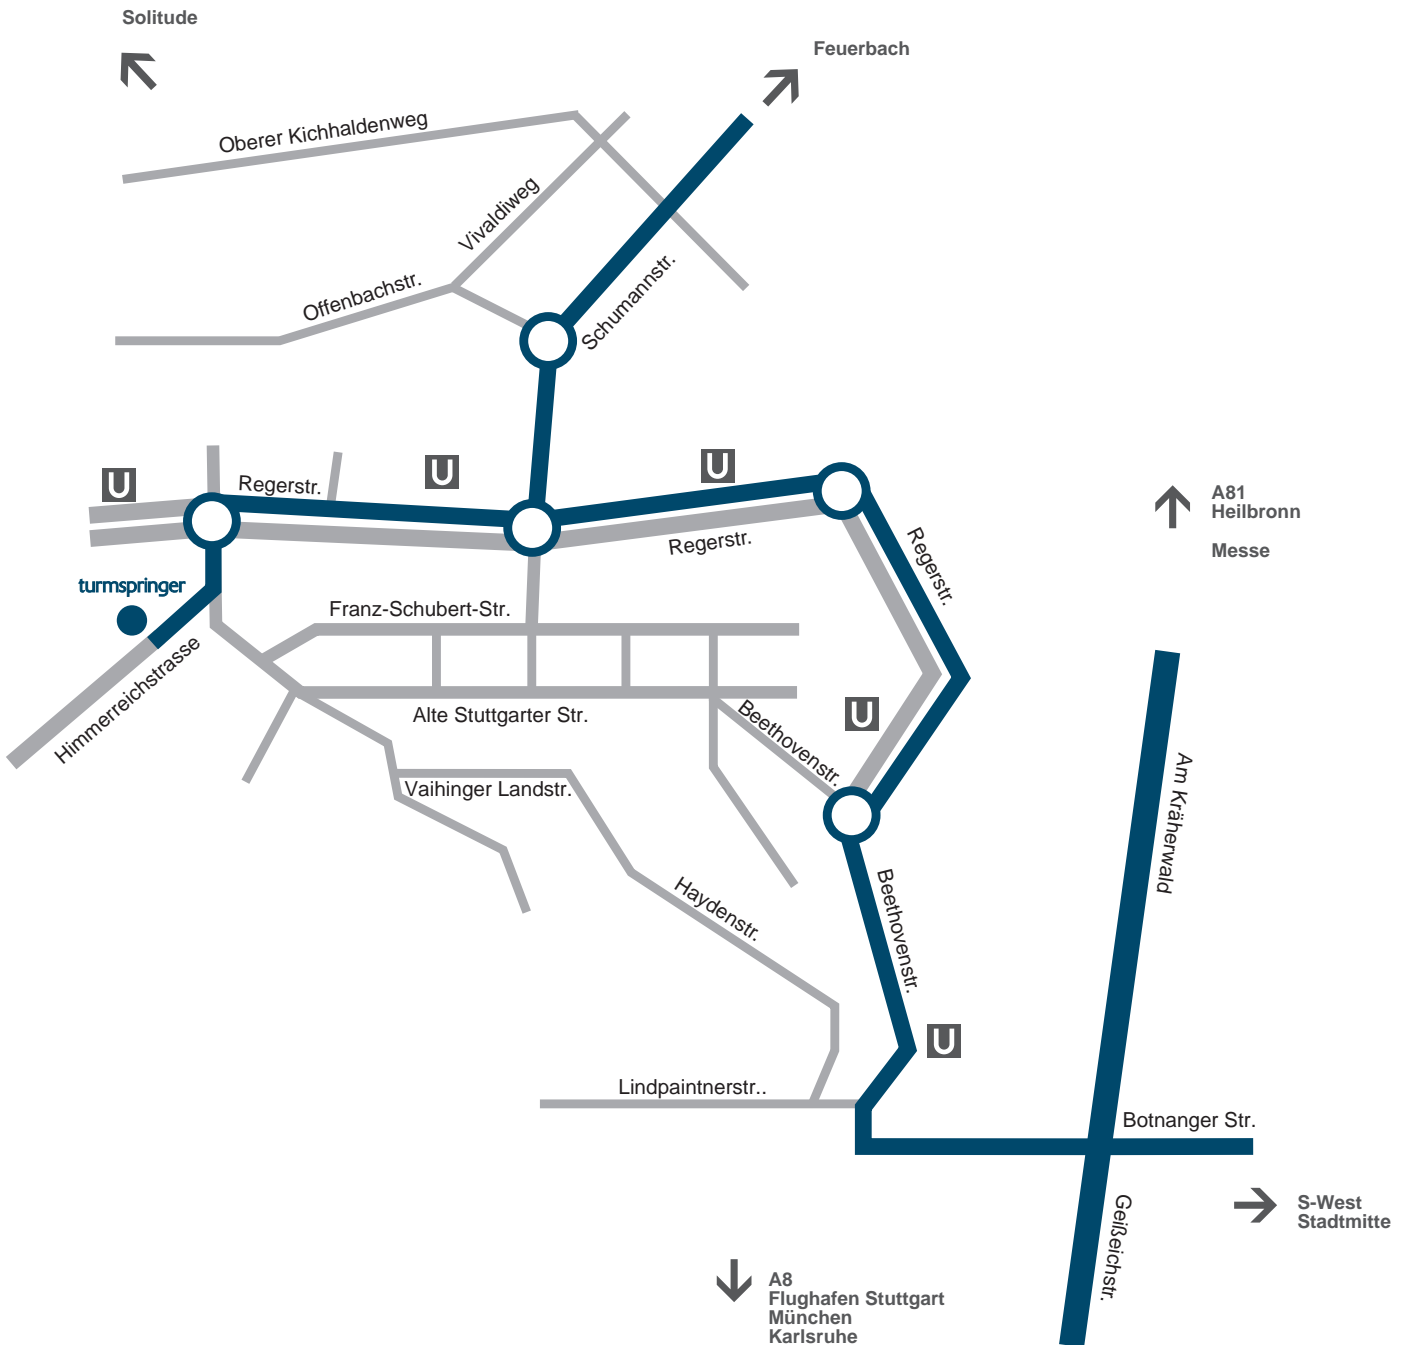 Solitude
Feuerbach
Oberer Kichhaldenweg
Vivaldiweg
Offenbachstr.
Schumannstr.
U
U
U
Regerstr.
Regerstr.
Regerstr.
A81
Heilbronn
Messe
turmspringer
Franz-Schubert-Str.
Himmerreichstrasse
Alte Stuttgarter Str.
Beethovenstr.
U
Vaihinger Landstr.
Am Kräherwald
Haydenstr.
Beethovenstr.
U
Lindpaintnerstr..
Botnanger Str.
Geißeichstr.
S-West
Stadtmitte
A8
Flughafen Stuttgart
München
Karlsruhe